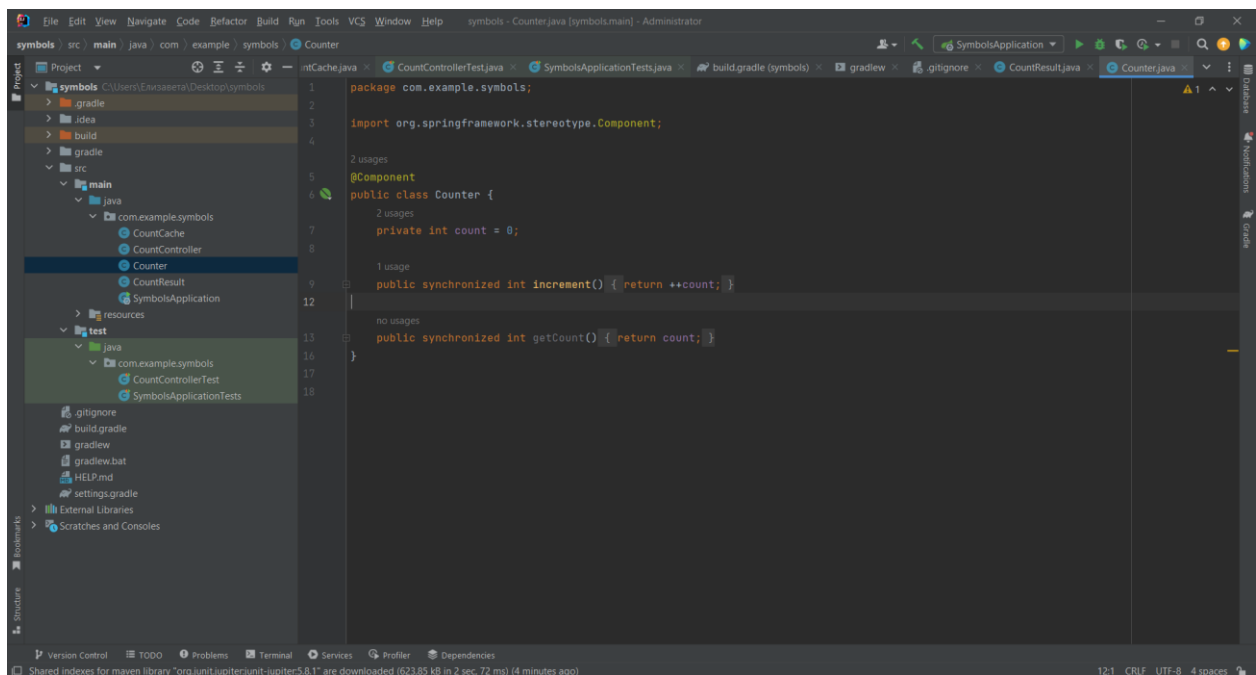 File Edit View Navigate Code Refactor Build Run Tools VCS Window Help symbols - Counter.java [symbols.main] - Administrator
symbols src main java com example symbols Counter SymbolsApplication
Project
Project
ntCache.java CountControllerTest.java SymbolsApplicationTests.java build.gradle (symbols) gradlew .gitignore CountResult.java Counter.java
symbols C:\Users\Елизавета\Desktop\symbols
.gradle
.idea
build
gradle
src
main
java
com.example.symbols
CountCache
CountController
Counter
CountResult
SymbolsApplication
resources
test
java
com.example.symbols
CountControllerTest
SymbolsApplicationTests
.gitignore
build.gradle
gradlew
gradlew.bat
HELP.md
settings.gradle
External Libraries
Scratches and Consoles
1 package com.example.symbols;
2
3 import org.springframework.stereotype.Component;
4
2 usages
5 @Component
6 public class Counter {
2 usages
7 private int count = 0;
8
1 usage
9 public synchronized int increment() { return ++count; }
12
no usages
13 public synchronized int getCount() { return count; }
16 }
17
18
1
Database
Notifications
Gradle
Bookmarks
Structure
Version Control TODO Problems Terminal Services Profiler Dependencies
Shared indexes for maven library "org.junit.jupiter:junit-jupiter:5.8.1" are downloaded (623.85 kB in 2 sec, 72 ms) (4 minutes ago) 12:1 CRLF UTF-8 4 spaces